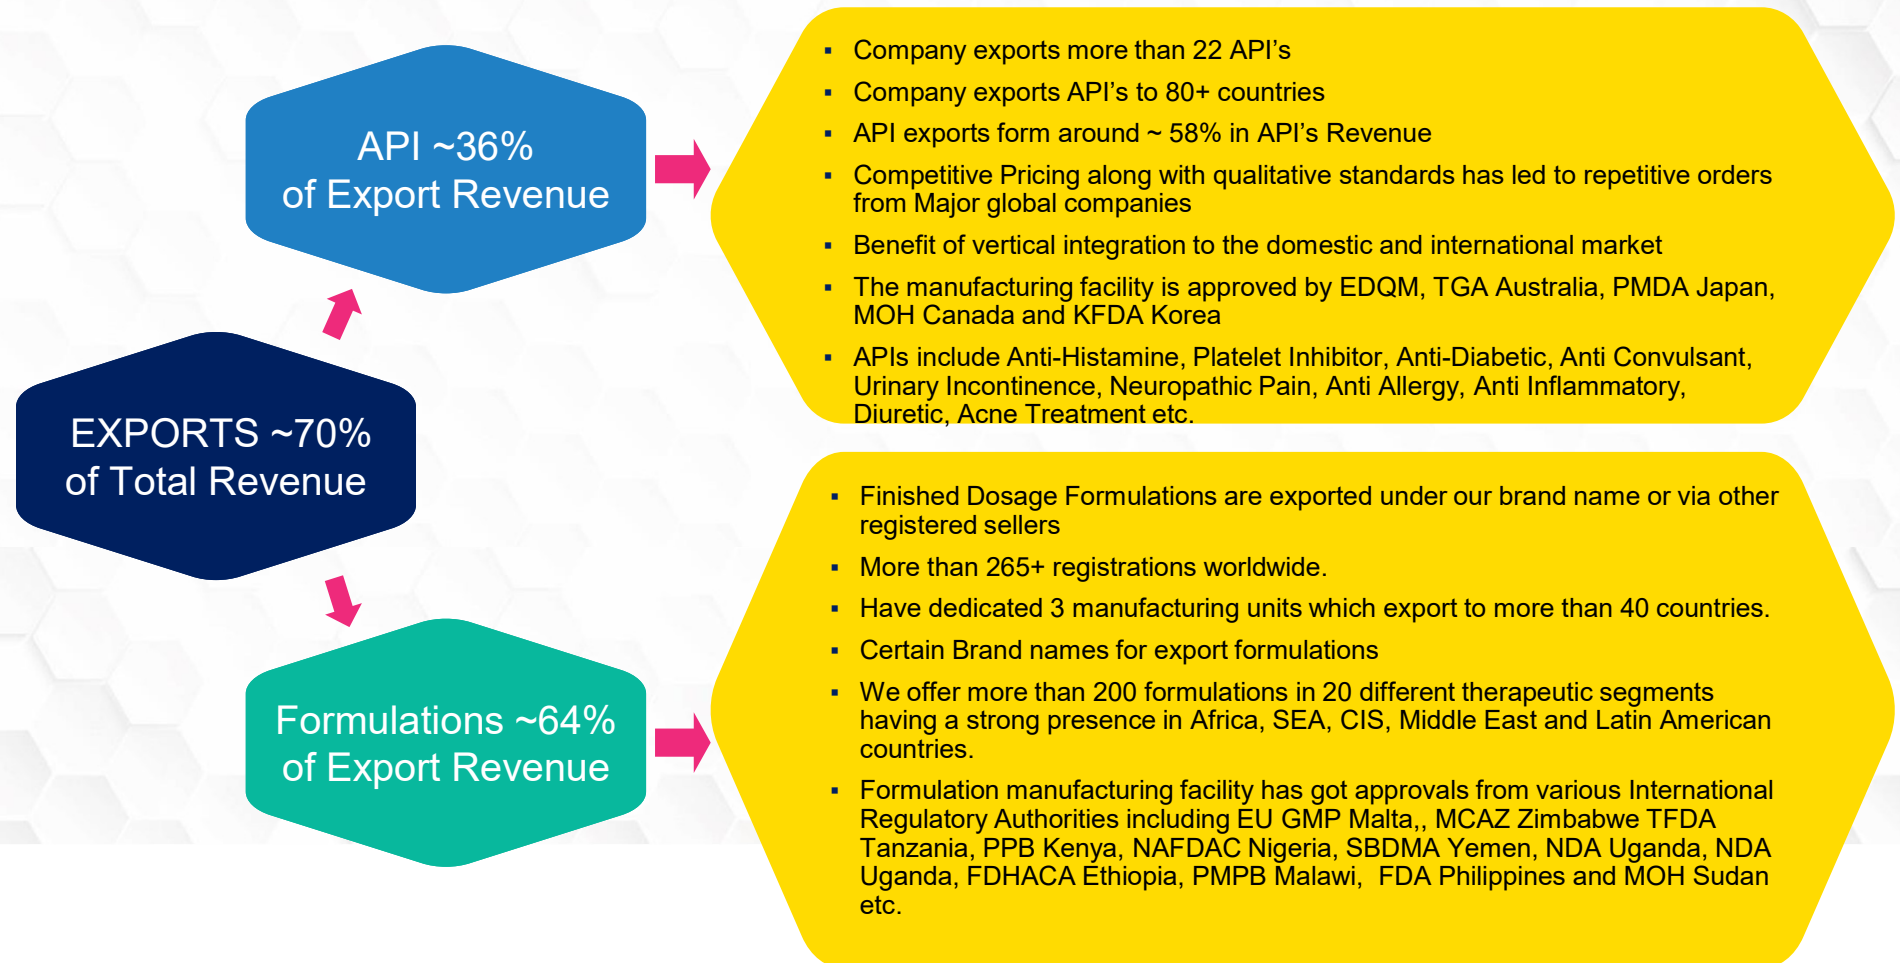 API ~36%
of Export Revenue
EXPORTS ~70%
of Total Revenue
Formulations ~64%
of Export Revenue
▪ Company exports more than 22 API’s
▪ Company exports API’s to 80+ countries
▪ API exports form around ~ 58% in API’s Revenue
▪ Competitive Pricing along with qualitative standards has led to repetitive orders
from Major global companies
▪ Benefit of vertical integration to the domestic and international market
▪ The manufacturing facility is approved by EDQM, TGA Australia, PMDA Japan,
MOH Canada and KFDA Korea
▪ APIs include Anti-Histamine, Platelet Inhibitor, Anti-Diabetic, Anti Convulsant,
Urinary Incontinence, Neuropathic Pain, Anti Allergy, Anti Inflammatory,
Diuretic, Acne Treatment etc.
▪ Finished Dosage Formulations are exported under our brand name or via other
registered sellers
▪ More than 265+ registrations worldwide.
▪ Have dedicated 3 manufacturing units which export to more than 40 countries.
▪ Certain Brand names for export formulations
▪ We offer more than 200 formulations in 20 different therapeutic segments
having a strong presence in Africa, SEA, CIS, Middle East and Latin American
countries.
▪ Formulation manufacturing facility has got approvals from various International
Regulatory Authorities including EU GMP Malta,, MCAZ Zimbabwe TFDA
Tanzania, PPB Kenya, NAFDAC Nigeria, SBDMA Yemen, NDA Uganda, NDA
Uganda, FDHACA Ethiopia, PMPB Malawi,  FDA Philippines and MOH Sudan
etc.